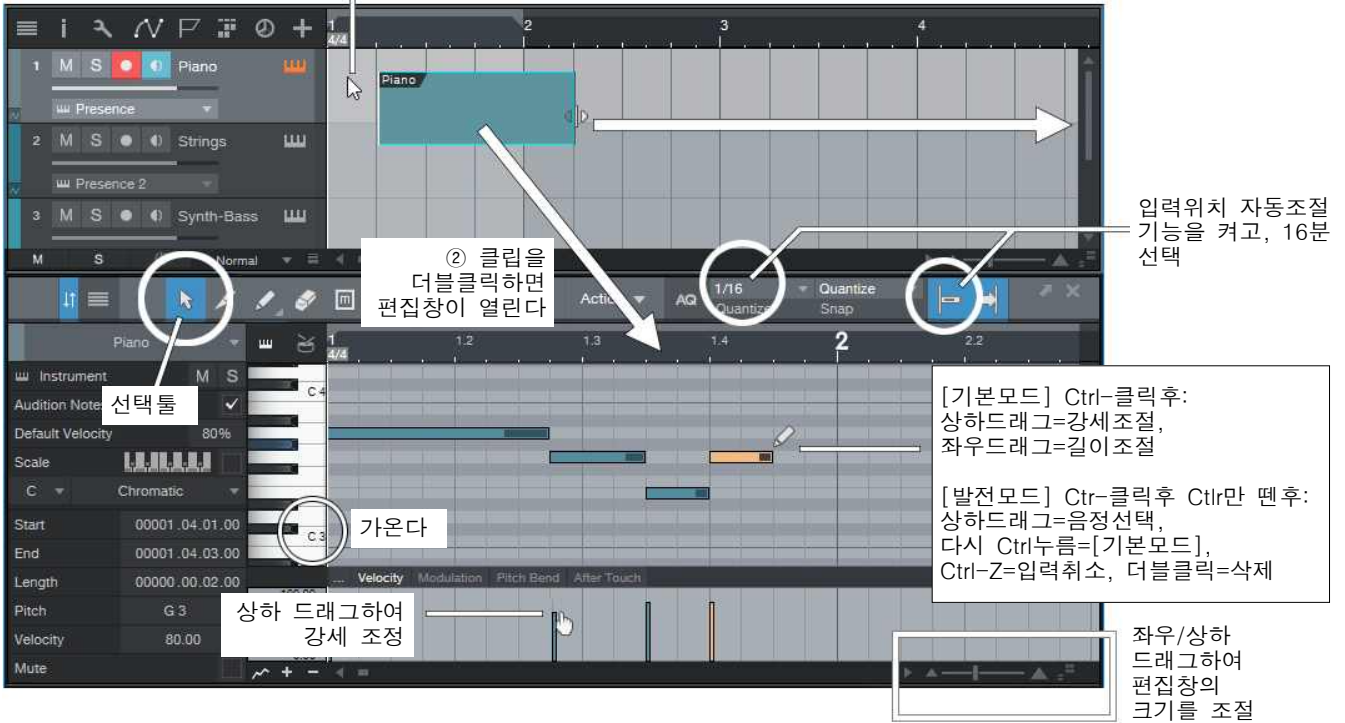 1 2 3 4
4/4
1 M S Piano
Presence
Piano
2 M S Strings
Presence 2
3 M S Synth-Bass
M S Normal
입력위치 자동조절
기능을 켜고, 16분
선택
② 클립을
더블클릭하면
편집창이 열린다
Action AQ 1/16 Quantize
Quantize Snap
Piano
1 1.2 1.3 1.4 2 2.2
4/4
Instrument M S
선택툴
Audition Notes
C 4
Default Velocity 80%
Scale
C Chromatic
Start 00001.04.01.00
End 00001.04.03.00
Length 00000.00.02.00
Pitch G 3
Velocity 80.00
Mute
C 3
가온다
[기본모드] Ctrl-클릭후:
상하드래그=강세조절,
좌우드래그=길이조절
[발전모드] Ctr-클릭후 Ctlr만 뗀후:
상하드래그=음정선택,
다시 Ctrl누름=[기본모드],
Ctrl-Z=입력취소, 더블클릭=삭제
... Velocity Modulation Pitch Bend After Touch
상하 드래그하여
강세 조정
좌우/상하
드래그하여
편집창의
크기를 조절